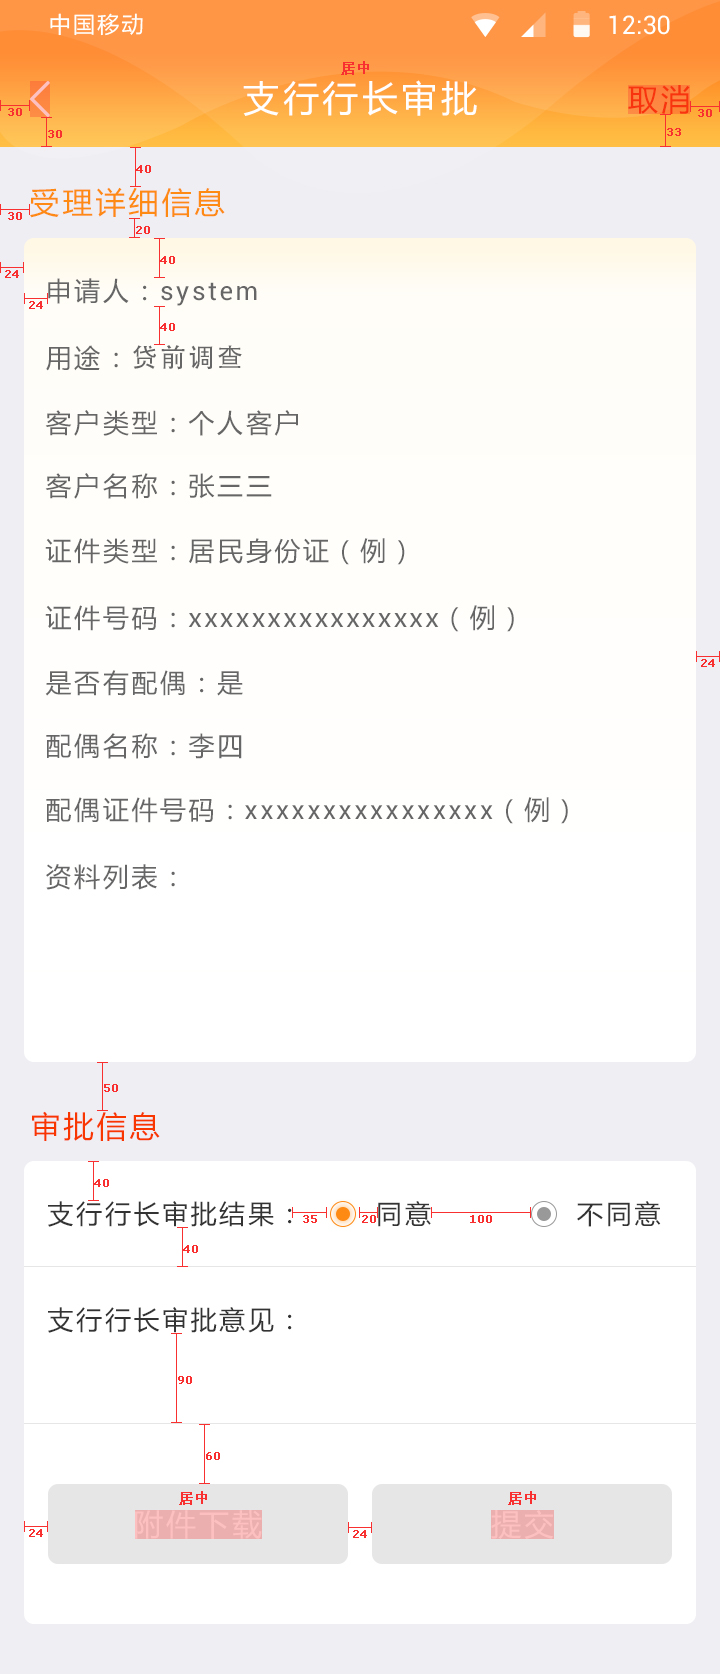 中国移动 12:30
居中
支行行长审批 取消
30 30
30 33
40
受理详细信息
30
20
40
24
申请人：system
24
40
用途：贷前调查
客户类型：个人客户
客户名称：张三三
证件类型：居民身份证（例）
证件号码：xxxxxxxxxxxxxxxx（例）
24
是否有配偶：是
配偶名称：李四
配偶证件号码：xxxxxxxxxxxxxxxx（例）
资料列表：
50
审批信息
40
支行行长审批结果： 35 20 同意 100 不同意
40
支行行长审批意见：
90
60
居中 居中
附件下载 提交
24 24